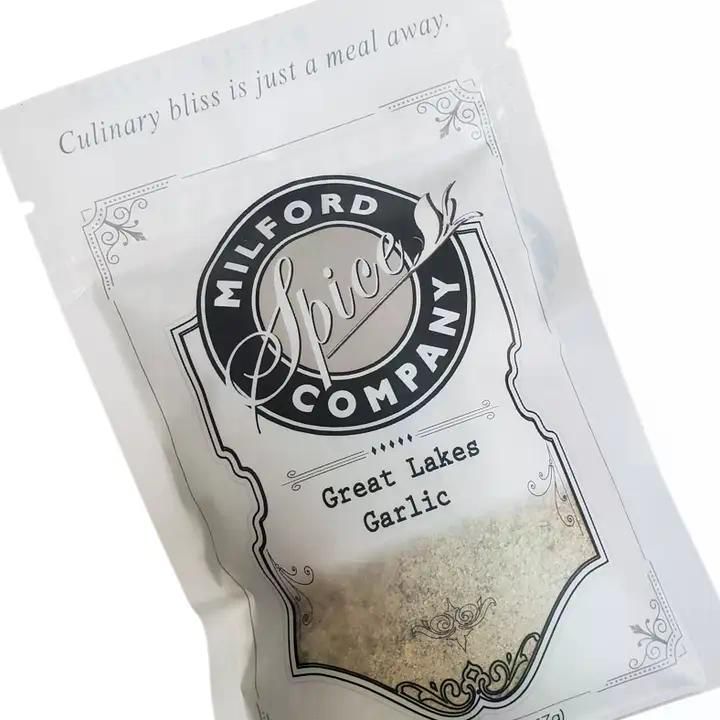 Culinary bliss is just a meal away.
MILFORD
Spice
COMPANY
Great Lakes
Garlic